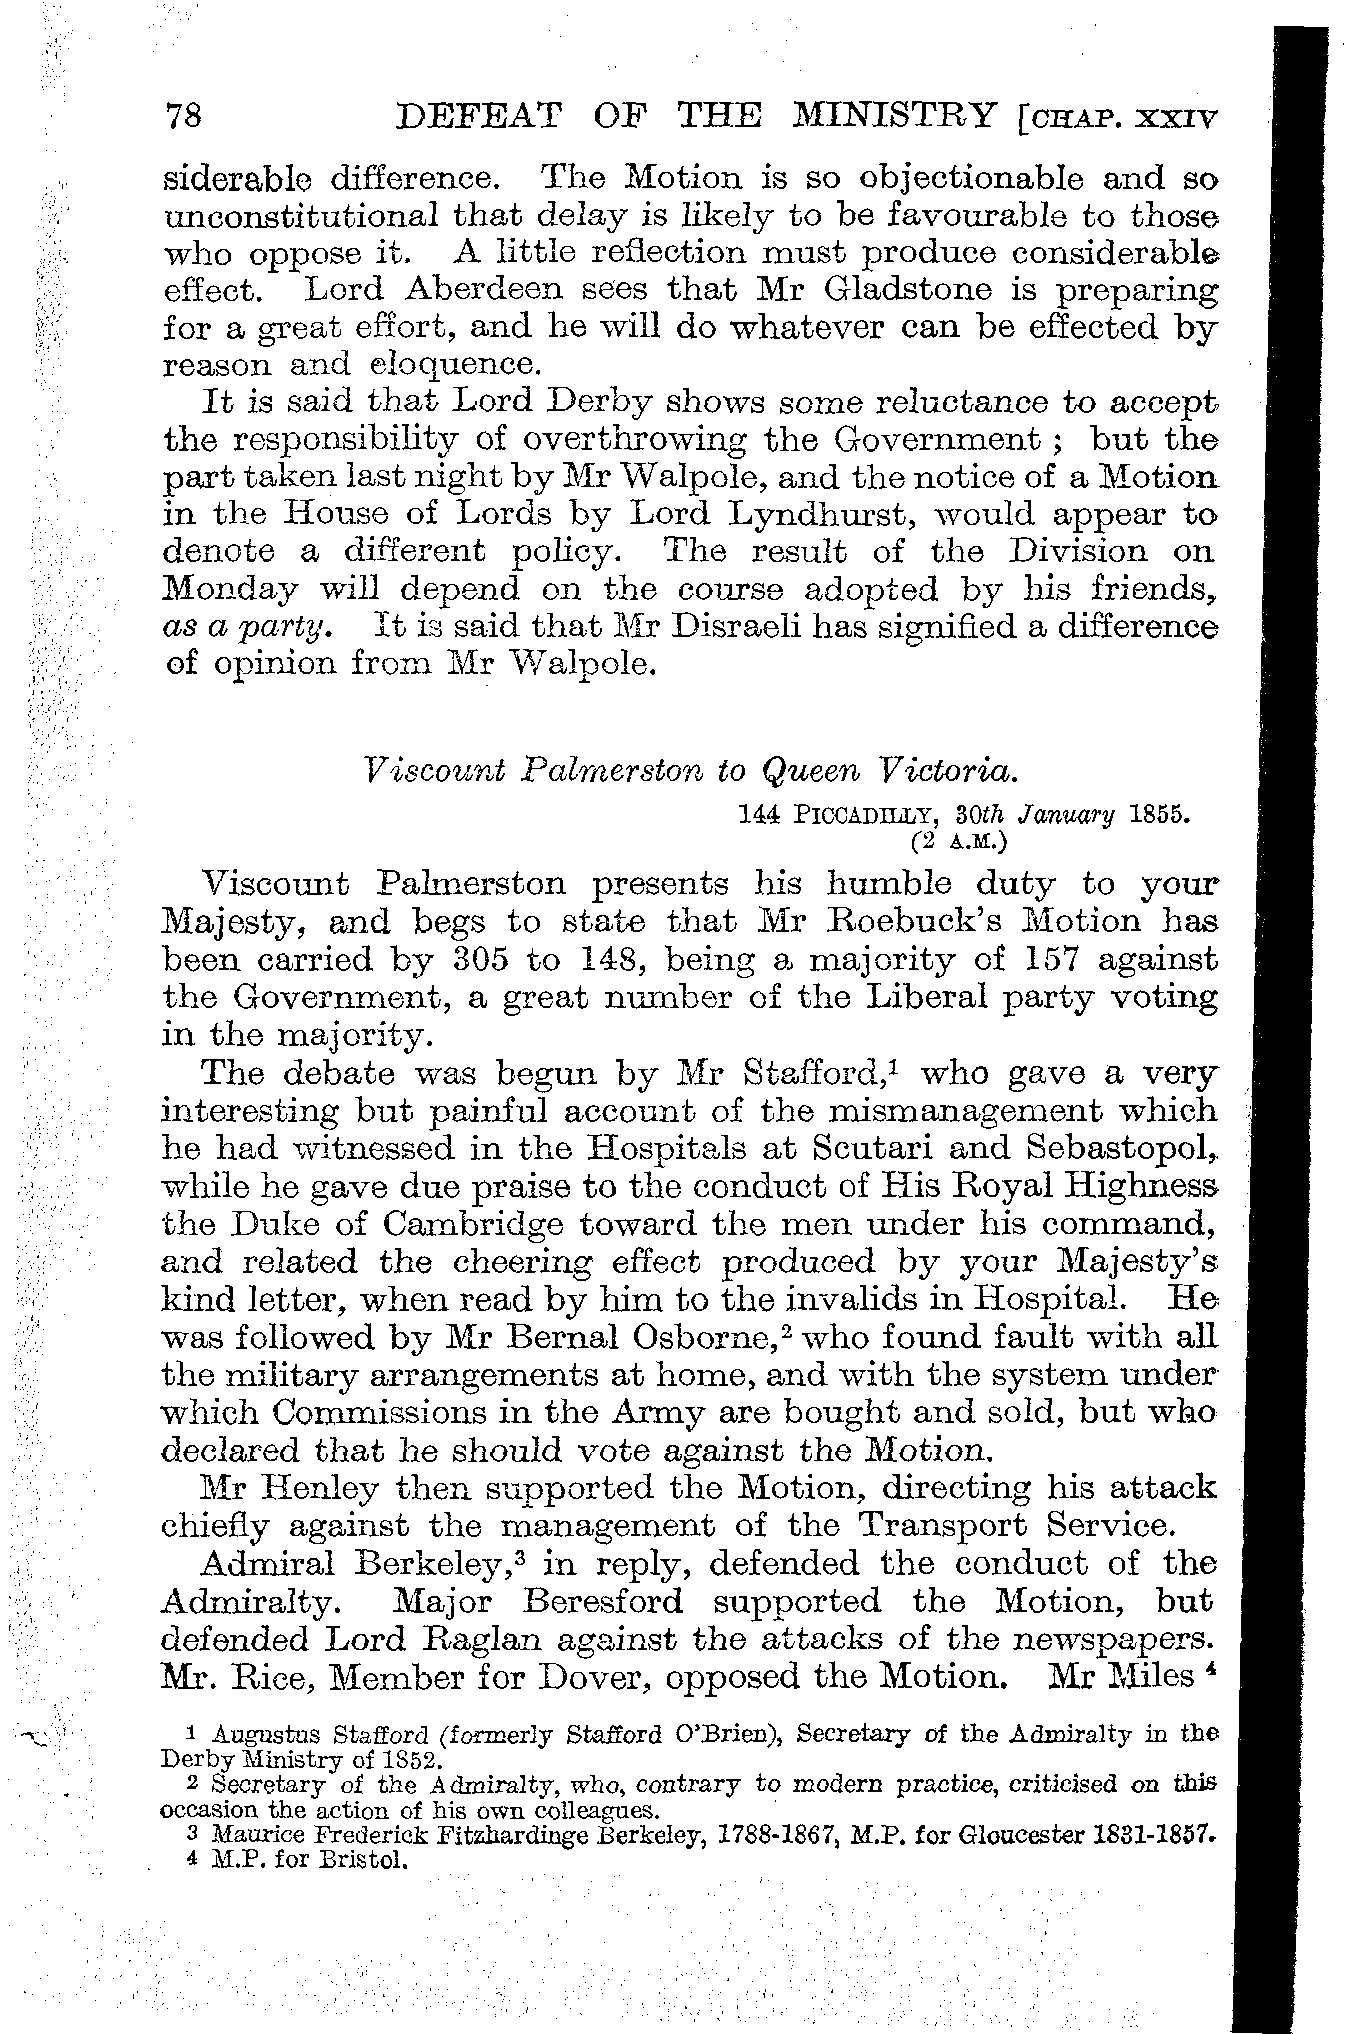 78 DEFEAT OF THE MINISTRY [CHAP. XXIV
siderable difference. The Motion is so objectionable and so
unconstitutional that delay is likely to be favourable to those
who oppose it. A little reflection must produce considerable
effect. Lord Aberdeen sees that Mr Gladstone is preparing
for a great effort, and he will do whatever can be effected by
reason and eloquence.
It is said that Lord Derby shows some reluctance to accept
the responsibility of overthrowing the Government ; but the
part taken last night by Mr Walpole, and the notice of a Motion
in the House of Lords by Lord Lyndhurst, would appear to
denote a different policy. The result of the Division on
Monday will depend on the course adopted by his friends,
as a party. It is said that Mr Disraeli has signified a difference
of opinion from Mr Walpole.
Viscount Palmerston to Queen Victoria.
144 PICCADILLY, 30th January 1855.
(2 A.M.)
Viscount Palmerston presents his humble duty to your
Majesty, and begs to state that Mr Roebuck's Motion has
been carried by 305 to 148, being a majority of 157 against
the Government, a great number of the Liberal party voting
in the majority.
The debate was begun by Mr Stafford,¹ who gave a very
interesting but painful account of the mismanagement which
he had witnessed in the Hospitals at Scutari and Sebastopol,
while he gave due praise to the conduct of His Royal Highness
the Duke of Cambridge toward the men under his command,
and related the cheering effect produced by your Majesty's
kind letter, when read by him to the invalids in Hospital. He
was followed by Mr Bernal Osborne,² who found fault with all
the military arrangements at home, and with the system under
which Commissions in the Army are bought and sold, but who
declared that he should vote against the Motion.
Mr Henley then supported the Motion, directing his attack
chiefly against the management of the Transport Service.
Admiral Berkeley,³ in reply, defended the conduct of the
Admiralty. Major Beresford supported the Motion, but
defended Lord Raglan against the attacks of the newspapers.
Mr. Rice, Member for Dover, opposed the Motion. Mr Miles ⁴
1 Augustus Stafford (formerly Stafford O'Brien), Secretary of the Admiralty in the
Derby Ministry of 1852.
2 Secretary of the Admiralty, who, contrary to modern practice, criticised on this
occasion the action of his own colleagues.
3 Maurice Frederick Fitzhardinge Berkeley, 1788-1867, M.P. for Gloucester 1831-1857.
4 M.P. for Bristol.